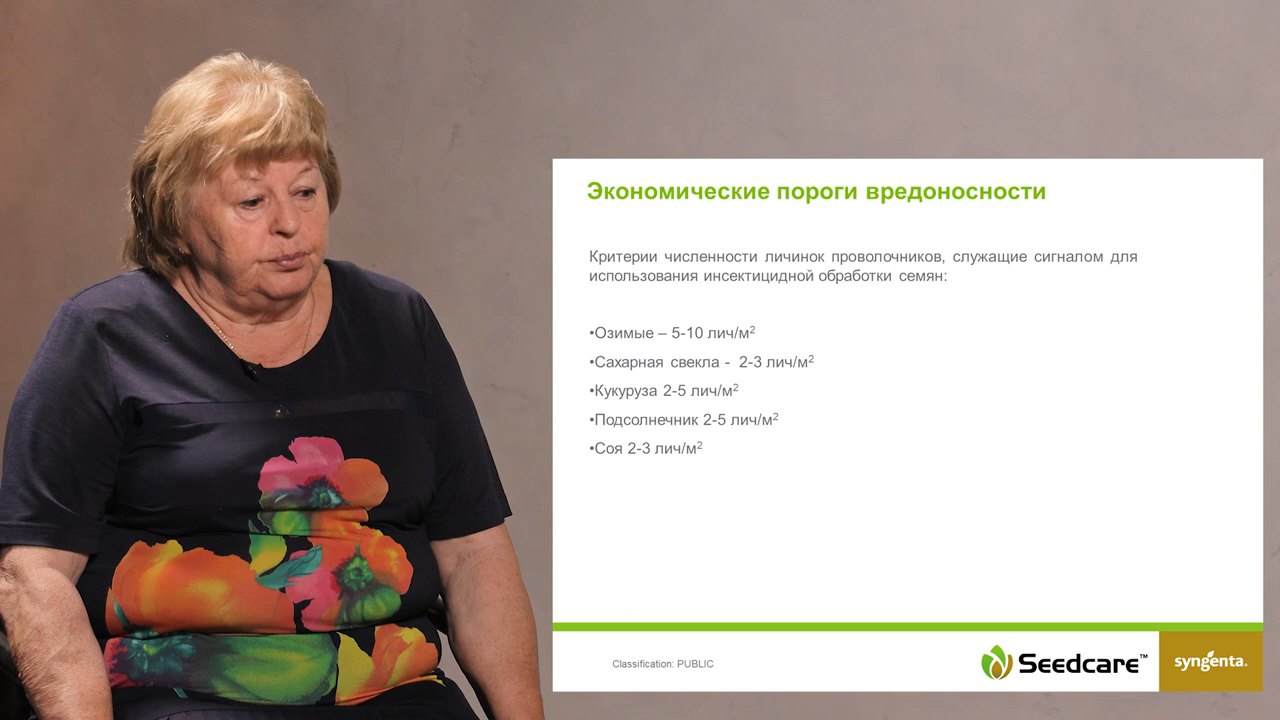 Экономические пороги вредоносности
Критерии численности личинок проволочников, служащие сигналом для
использования инсектицидной обработки семян:
•Озимые – 5-10 лич/м²
•Сахарная свекла - 2-3 лич/м²
•Кукуруза 2-5 лич/м²
•Подсолнечник 2-5 лич/м²
•Соя 2-3 лич/м²
Classification: PUBLIC
Seedcare™
syngenta®